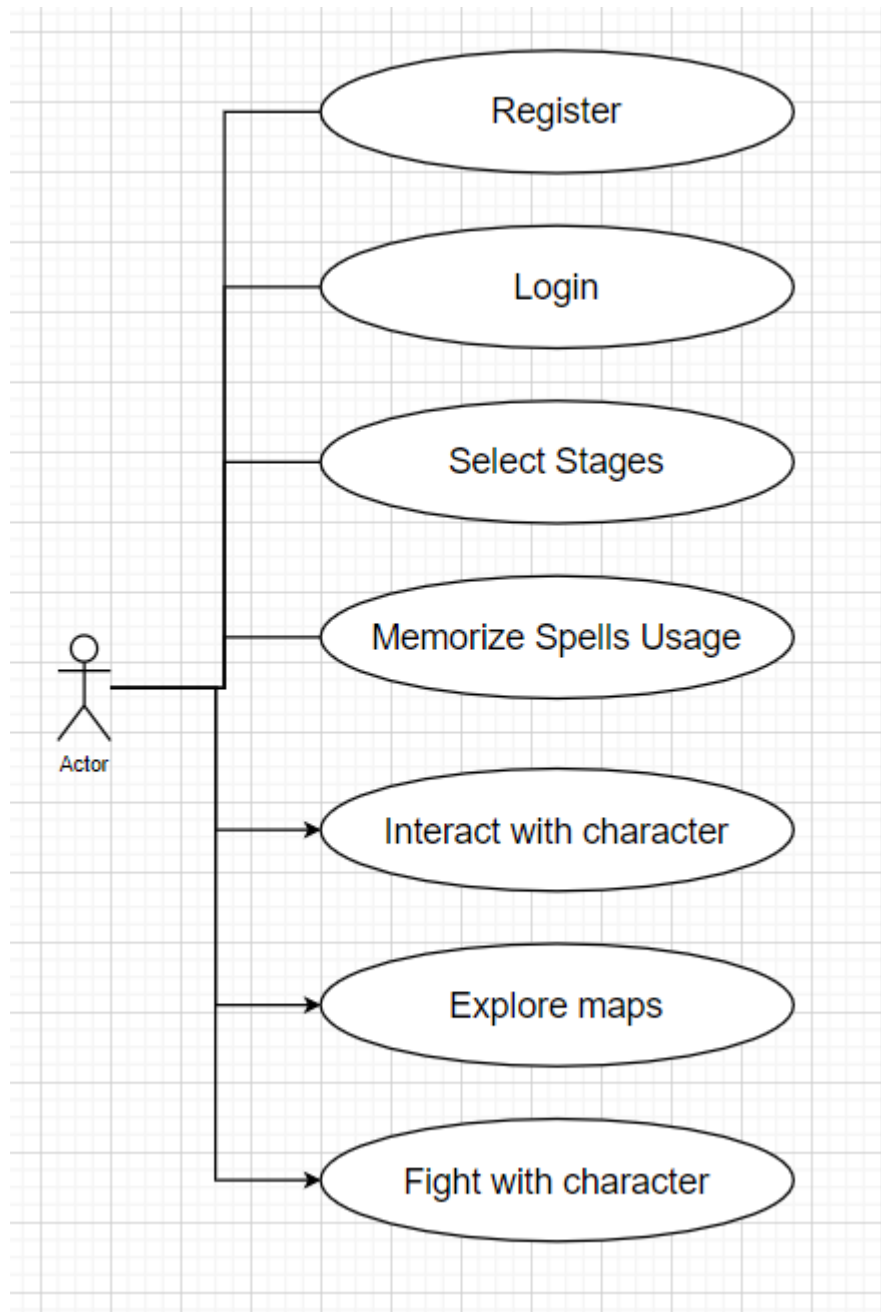 Register
Login
Select Stages
Memorize Spells Usage
Actor
Interact with character
Explore maps
Fight with character